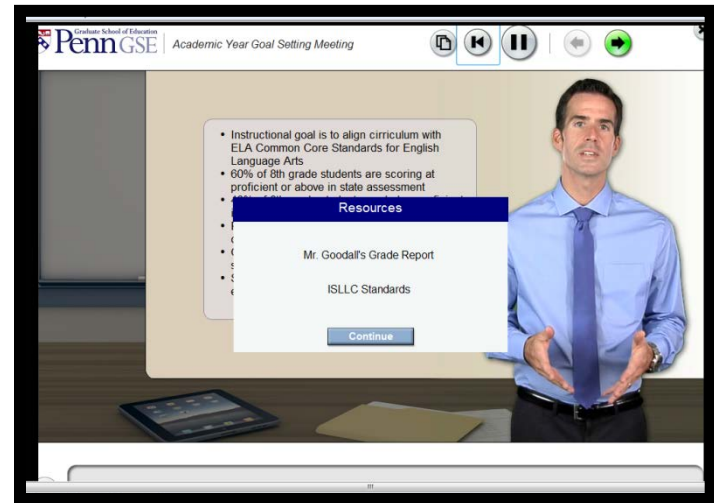 Graduate School of Education
Penn GSE
Academic Year Goal Setting Meeting
• Instructional goal is to align cirriculum with
ELA Common Core Standards for English
Language Arts
• 60% of 8th grade students are scoring at
proficient or above in state assessment
Resources
Mr. Goodall's Grade Report
ISLLC Standards
Continue